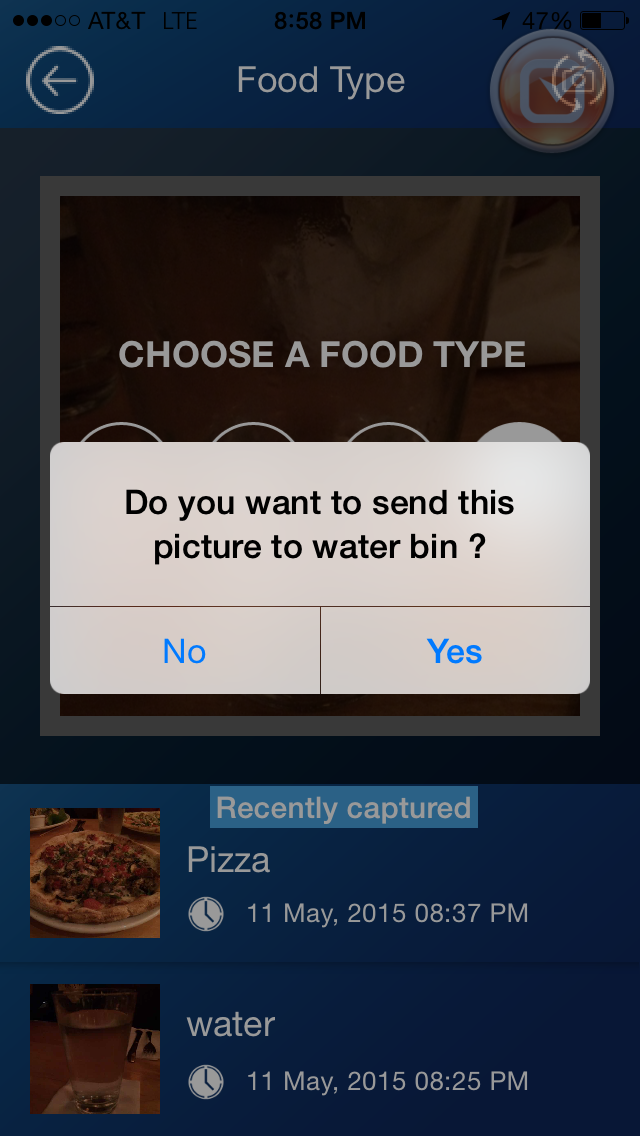 AT&T LTE 8:58 PM 47%
Food Type
CHOOSE A FOOD TYPE
Do you want to send this
picture to water bin ?
No Yes
Recently captured
Pizza
11 May, 2015 08:37 PM
water
11 May, 2015 08:25 PM